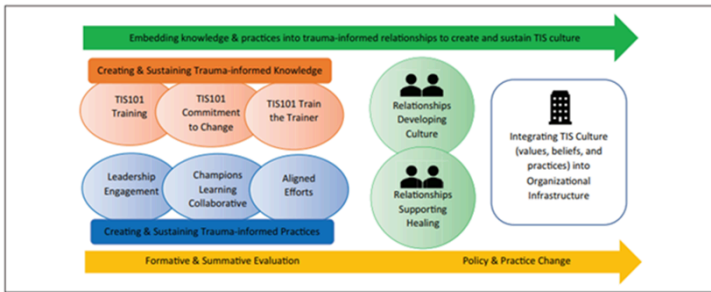 Embedding knowledge & practices into trauma-informed relationships to create and sustain TIS culture
Creating & Sustaining Trauma-informed Knowledge
TIS101
Training
TIS101
Commitment
to Change
TIS101 Train
the Trainer
Leadership
Engagement
Champions
Learning
Collaborative
Aligned
Efforts
Creating & Sustaining Trauma-informed Practices
Relationships
Developing
Culture
Relationships
Supporting
Healing
Integrating TIS Culture
(values, beliefs, and
practices) into
Organizational
Infrastructure
Formative & Summative Evaluation
Policy & Practice Change